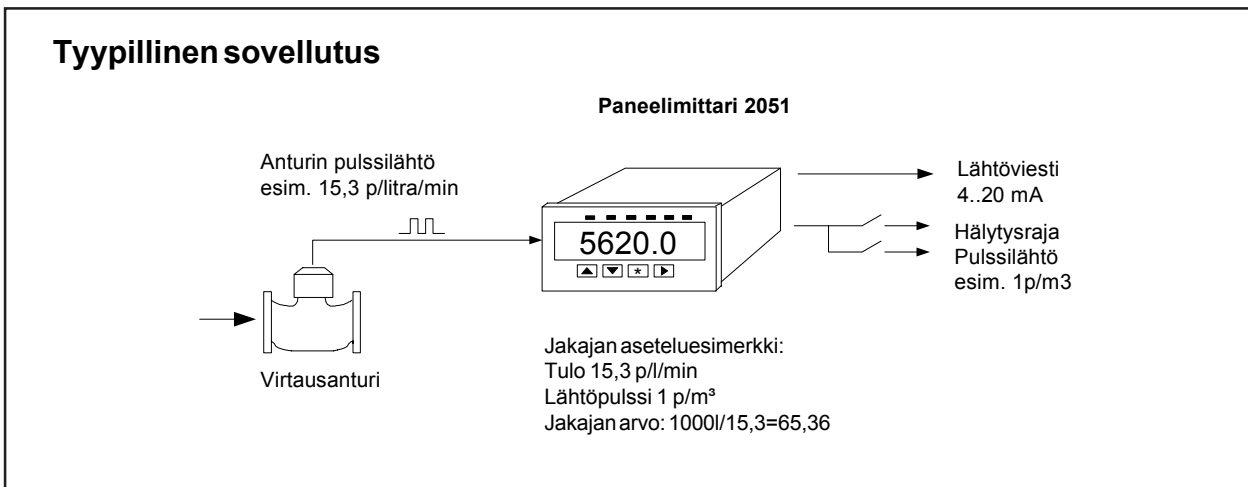 Tyypillinen sovellutus
Paneelimittari 2051
Anturin pulssilähtö
esim. 15,3 p/litra/min
Lähtöviesti
4..20 mA
Hälytysraja
Pulssilähtö
esim. 1p/m3
5620.0
*
Virtausanturi
Jakajan aseteluesimerkki:
Tulo 15,3 p/l/min
Lähtöpulssi 1 p/m³
Jakajan arvo: 1000l/15,3=65,36